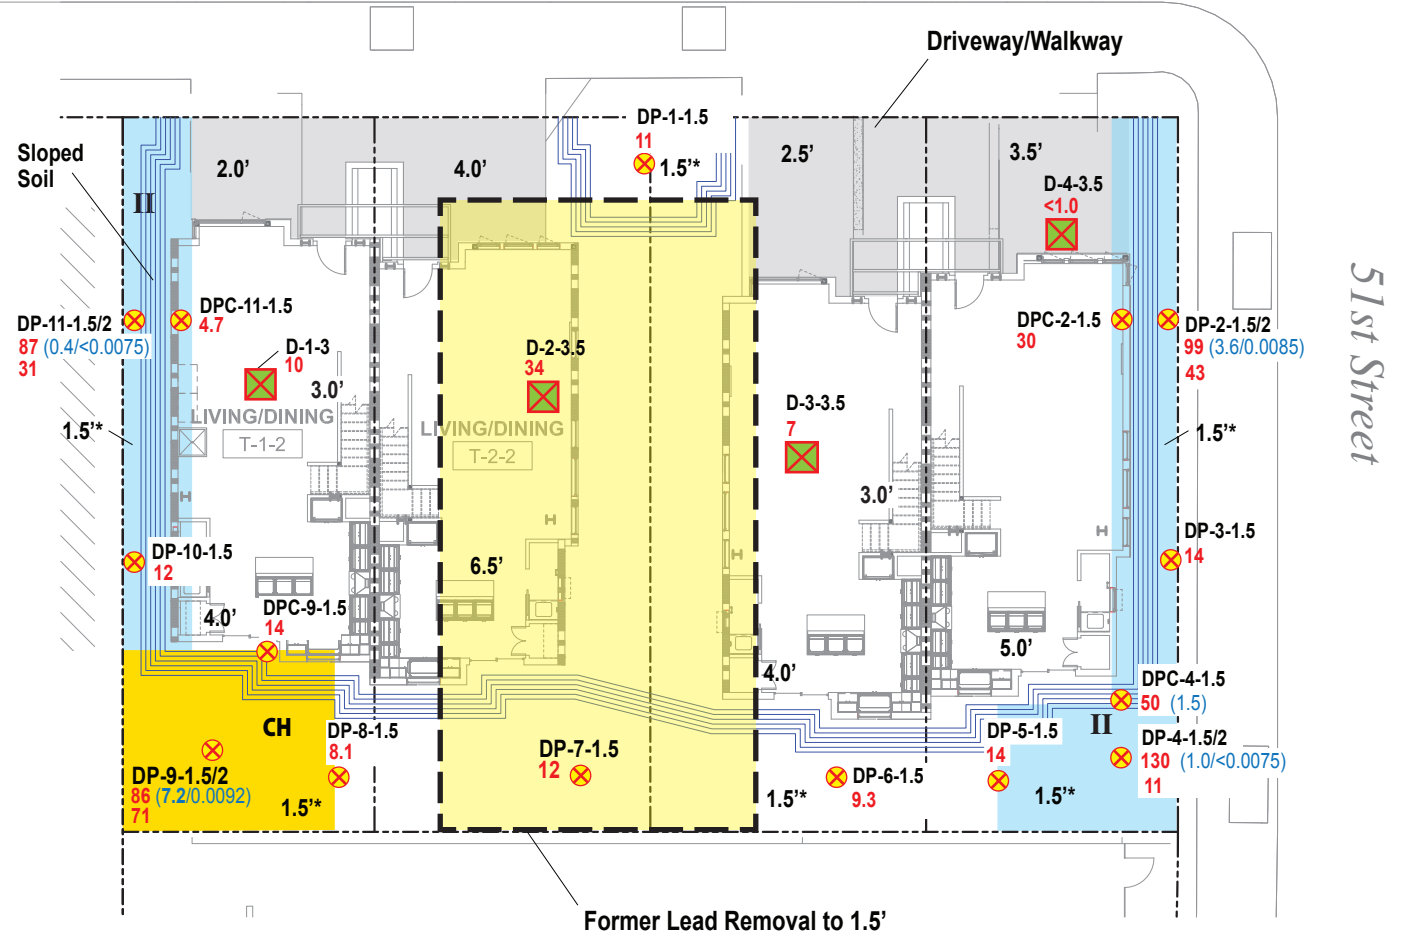 Driveway/Walkway
DP-1-1.5
11
1.5'*
Sloped
Soil
2.0'
4.0'
2.5'
3.5'
D-4-3.5
<1.0
II
51st Street
DPC-11-1.5
4.7
DP-11-1.5/2
87 (0.4/<0.0075)
31
D-1-3
10
3.0'
LIVING/DINING
T-1-2
D-2-3.5
34
LIVING/DINING
T-2-2
DPC-2-1.5
30
DP-2-1.5/2
99 (3.6/0.0085)
43
D-3-3.5
7
1.5'*
1.5'*
3.0'
DP-10-1.5
12
DP-3-1.5
14
6.5'
DPC-9-1.5
14
4.0'
5.0'
4.0'
DPC-4-1.5
50 (1.5)
CH
DP-8-1.5
8.1
DP-7-1.5
12
DP-5-1.5
14
II
DP-4-1.5/2
130 (1.0/<0.0075)
11
DP-9-1.5/2
86 (7.2/0.0092)
71
1.5'*
DP-6-1.5
9.3
1.5'*
1.5'*
Former Lead Removal to 1.5'